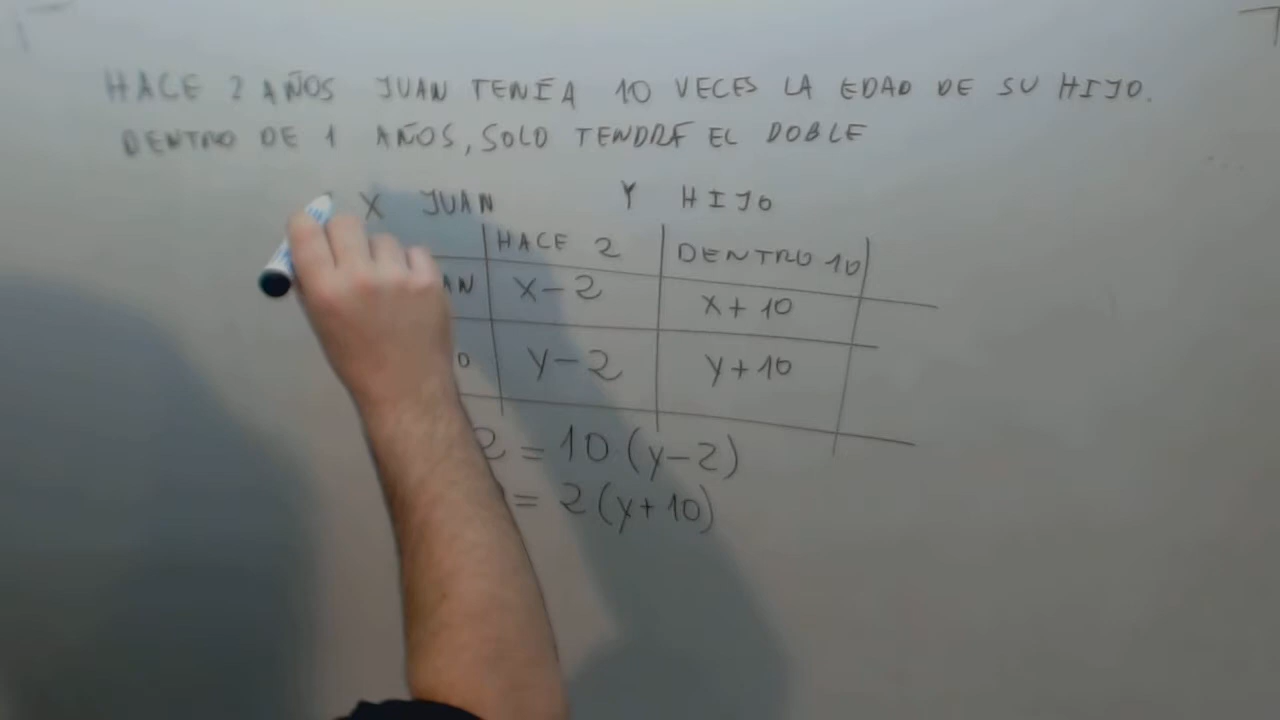 HACE 2 AÑOS JUAN TENÍA 10 VECES LA EDAD DE SU HIJO.
DENTRO DE 1 AÑOS, SOLO TENDRÁ EL DOBLE
X JUAN Y HIJO
HACE 2 DENTRO 10
AN X-2 X+10
O Y-2 Y+10
2 = 10 (y-2)
= 2 (y+10)